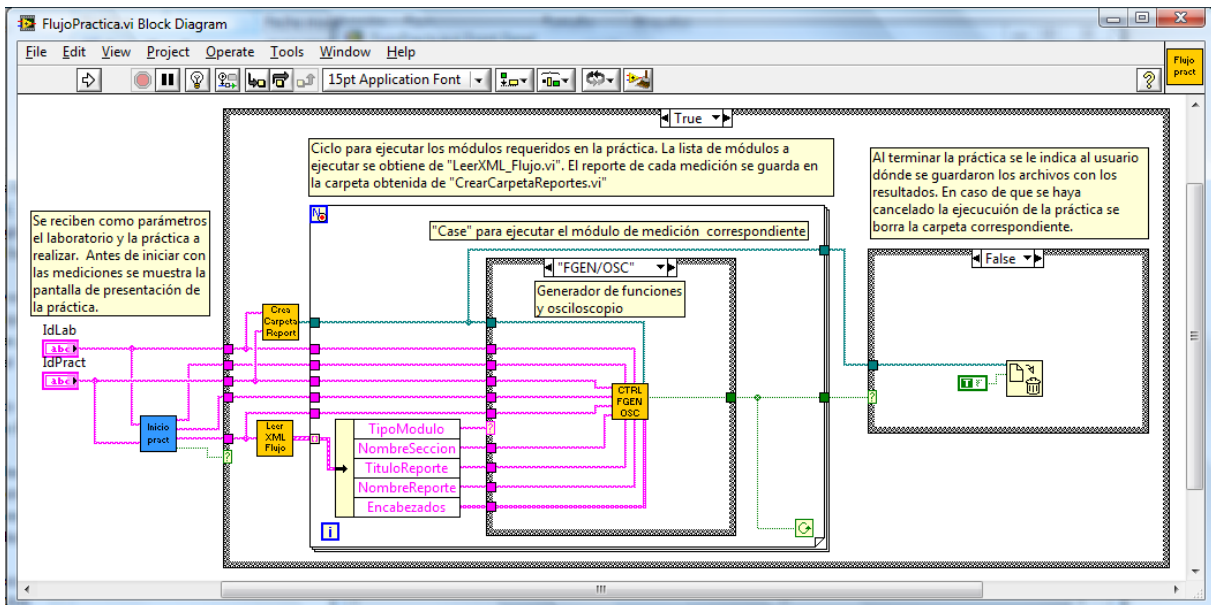 FlujoPractica.vi Block Diagram
File Edit View Project Operate Tools Window Help
15pt Application Font
?
Flujo
pract
True
Ciclo para ejecutar los módulos requeridos en la práctica. La lista de módulos a
ejecutar se obtiene de "LeerXML_Flujo.vi". El reporte de cada medición se guarda en
la carpeta obtenida de "CrearCarpetaReportes.vi"
Al terminar la práctica se le indica al usuario
dónde se guardaron los archivos con los
resultados. En caso de que se haya
cancelado la ejecucuión de la práctica se
borra la carpeta correspondiente.
Se reciben como parámetros
el laboratorio y la práctica a
realizar. Antes de iniciar con
las mediciones se muestra la
pantalla de presentación de
la práctica.
N
"Case" para ejecutar el módulo de medición correspondiente
"FGEN/OSC"
Generador de funciones
y osciloscopio
False
Crea
Carpeta
Report
IdLab
abc
IdPract
abc
Inicio
pract
Leer
XML
Flujo
?
TipoModulo
NombreSeccion
TituloReporte
NombreReporte
Encabezados
?
CTRL
FGEN
OSC
?
T F
i